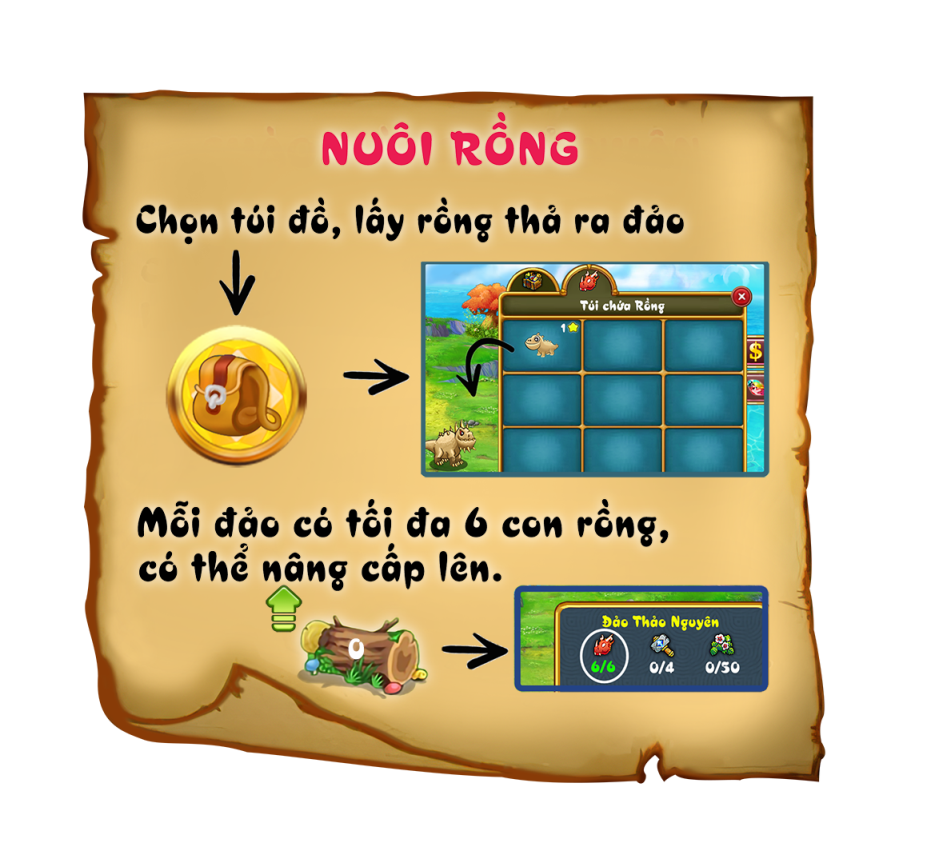 NUÔI RỒNG
Chọn túi đồ, lấy rồng thả ra đảo
Túi chứa Rồng
1
$
Mỗi đảo có tối đa 6 con rồng,
có thể nâng cấp lên.
Đảo Thảo Nguyên
6/6 0/4 0/50
0